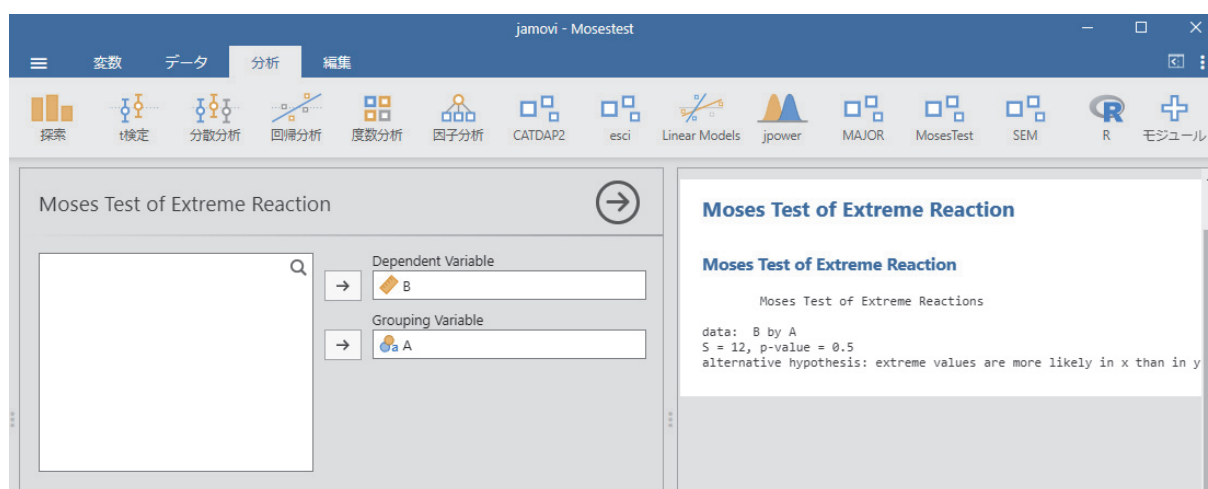 jamovi - Mosestest
変数 データ 分析 編集
探索 t検定 分散分析 回帰分析 度数分析 因子分析 CATDAP2 esci Linear Models jpower MAJOR MosesTest SEM R モジュール
Moses Test of Extreme Reaction
Dependent Variable
B
Grouping Variable
a A
Moses Test of Extreme Reaction
Moses Test of Extreme Reaction
Moses Test of Extreme Reactions
data: B by A
S = 12, p-value = 0.5
alternative hypothesis: extreme values are more likely in x than in y